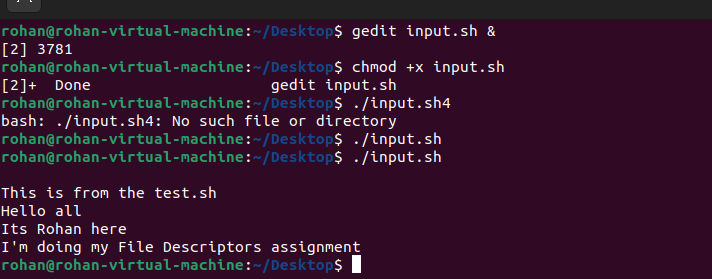 rohan@rohan-virtual-machine:~/Desktop$ gedit input.sh &
[2] 3781
rohan@rohan-virtual-machine:~/Desktop$ chmod +x input.sh
[2]+  Done                    gedit input.sh
rohan@rohan-virtual-machine:~/Desktop$ ./input.sh4
bash: ./input.sh4: No such file or directory
rohan@rohan-virtual-machine:~/Desktop$ ./input.sh
rohan@rohan-virtual-machine:~/Desktop$ ./input.sh
This is from the test.sh
Hello all
Its Rohan here
I'm doing my File Descriptors assignment
rohan@rohan-virtual-machine:~/Desktop$